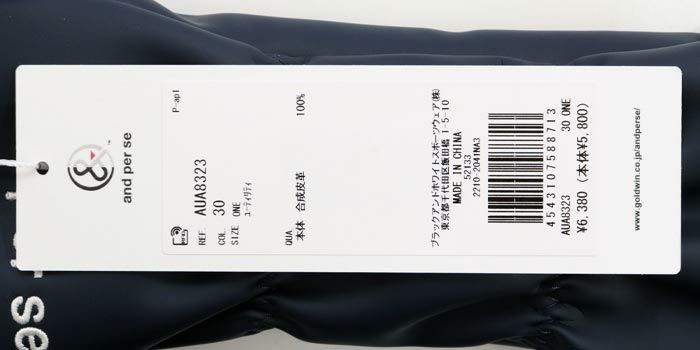 and per se
P-apl
REF. AUA8323
COL. 30
SIZE ONE
ユーティリティ
QUA
本体 合成皮革 100%
ブラックアンドホワイトスポーツウェア(株)
東京都千代田区飯田橋 1-5-10
MADE IN CHINA
52133
2210-2041NA3
4543107588713
AUA8323 30 ONE
¥6,380 (本体¥5,800)
www.goldwin.co.jp/andperse/
se